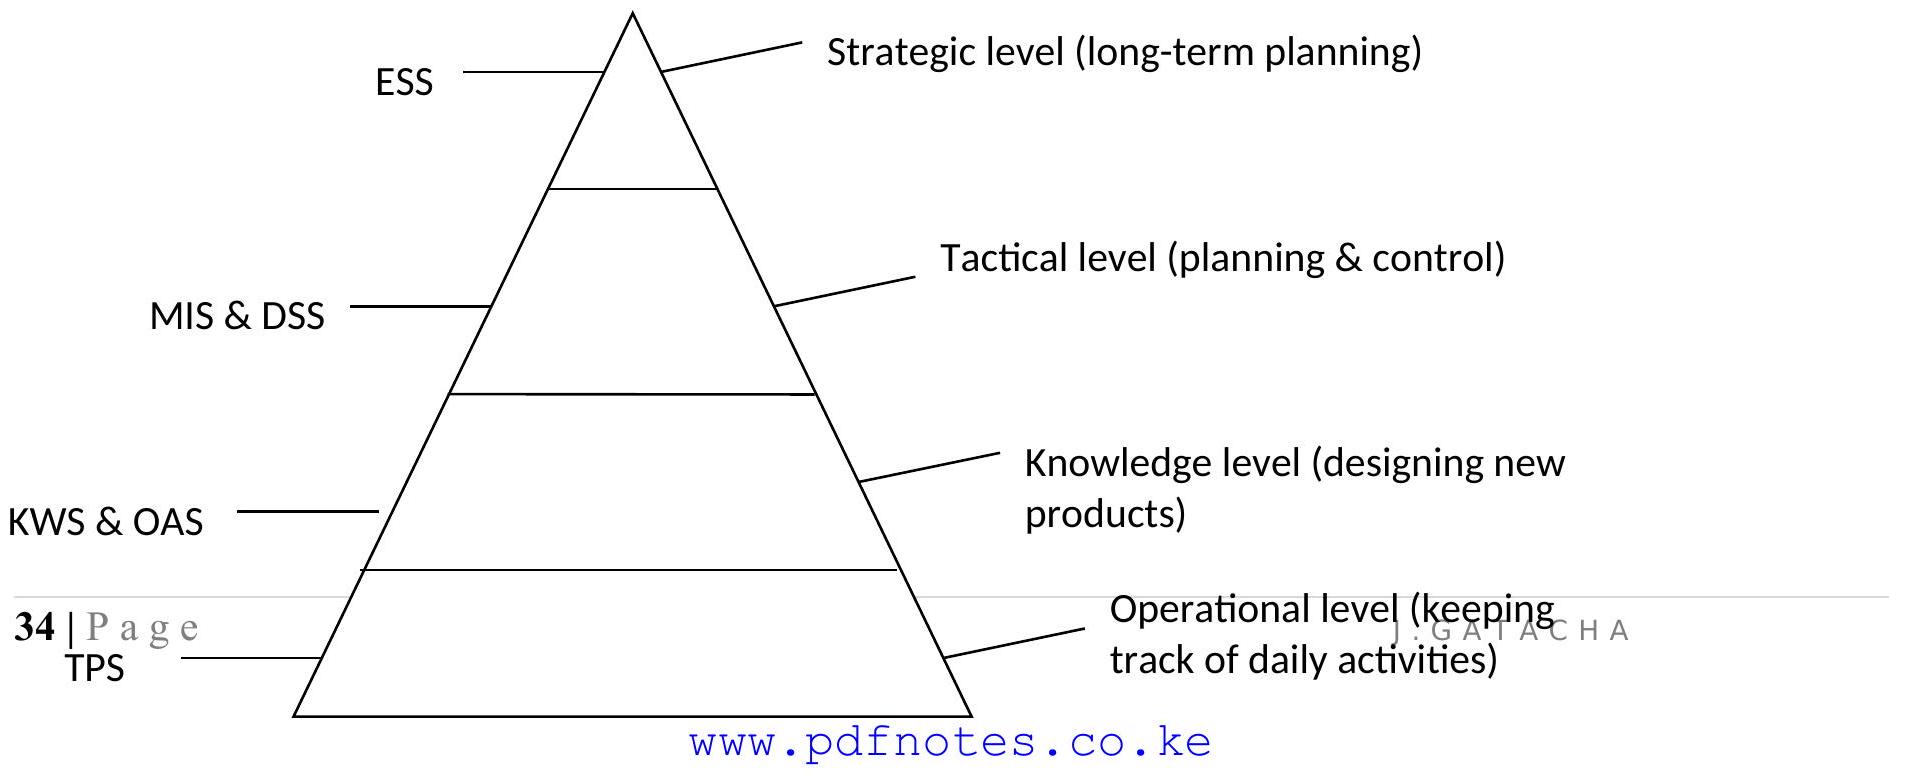 Strategic level (long-term planning)
ESS
Tactical level (planning & control)
MIS & DSS
Knowledge level (designing new
products)
KWS & OAS
Operational level (keeping
track of daily activities)
34 | Page
J.GATACHA
TPS
www.pdfnotes.co.ke